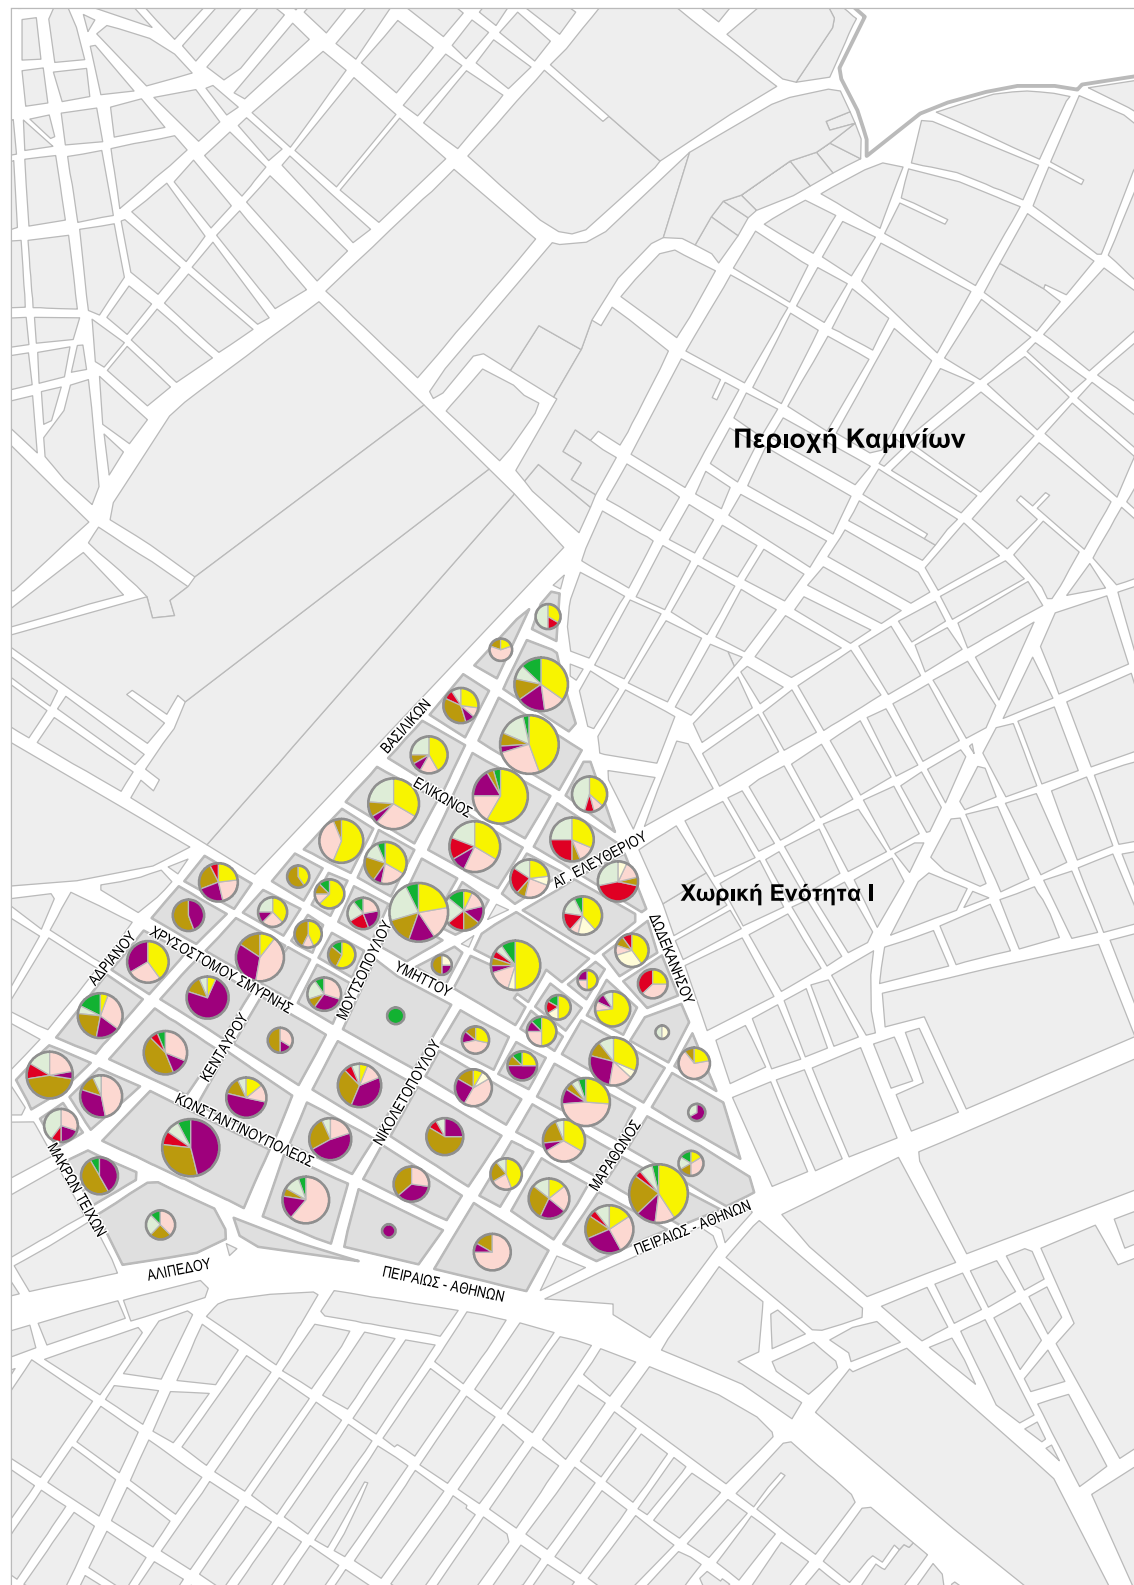 Περιοχή Καμινίων
ΒΑΣΙΛΙΚΩΝ
ΕΛΙΚΩΝΟΣ
ΑΓ. ΕΛΕΥΘΕΡΙΟΥ
Χωρική Ενότητα Ι
ΔΩΔΕΚΑΝΗΣΟΥ
ΑΔΡΙΑΝΟΥ
ΧΡΥΣΟΣΤΟΜΟΥ ΣΜΥΡΝΗΣ
ΜΟΥΤΣΟΠΟΥΛΟΥ
ΥΜΗΤΤΟΥ
ΚΕΝΤΑΥΡΟΥ
ΝΙΚΟΛΕΤΟΠΟΥΛΟΥ
ΚΩΝΣΤΑΝΤΙΝΟΥΠΟΛΕΩΣ
ΜΑΡΑΘΩΝΟΣ
ΜΑΚΡΩΝ ΤΕΙΧΩΝ
ΠΕΙΡΑΙΩΣ - ΑΘΗΝΩΝ
ΑΛΙΠΕΔΟΥ
ΠΕΙΡΑΙΩΣ - ΑΘΗΝΩΝ